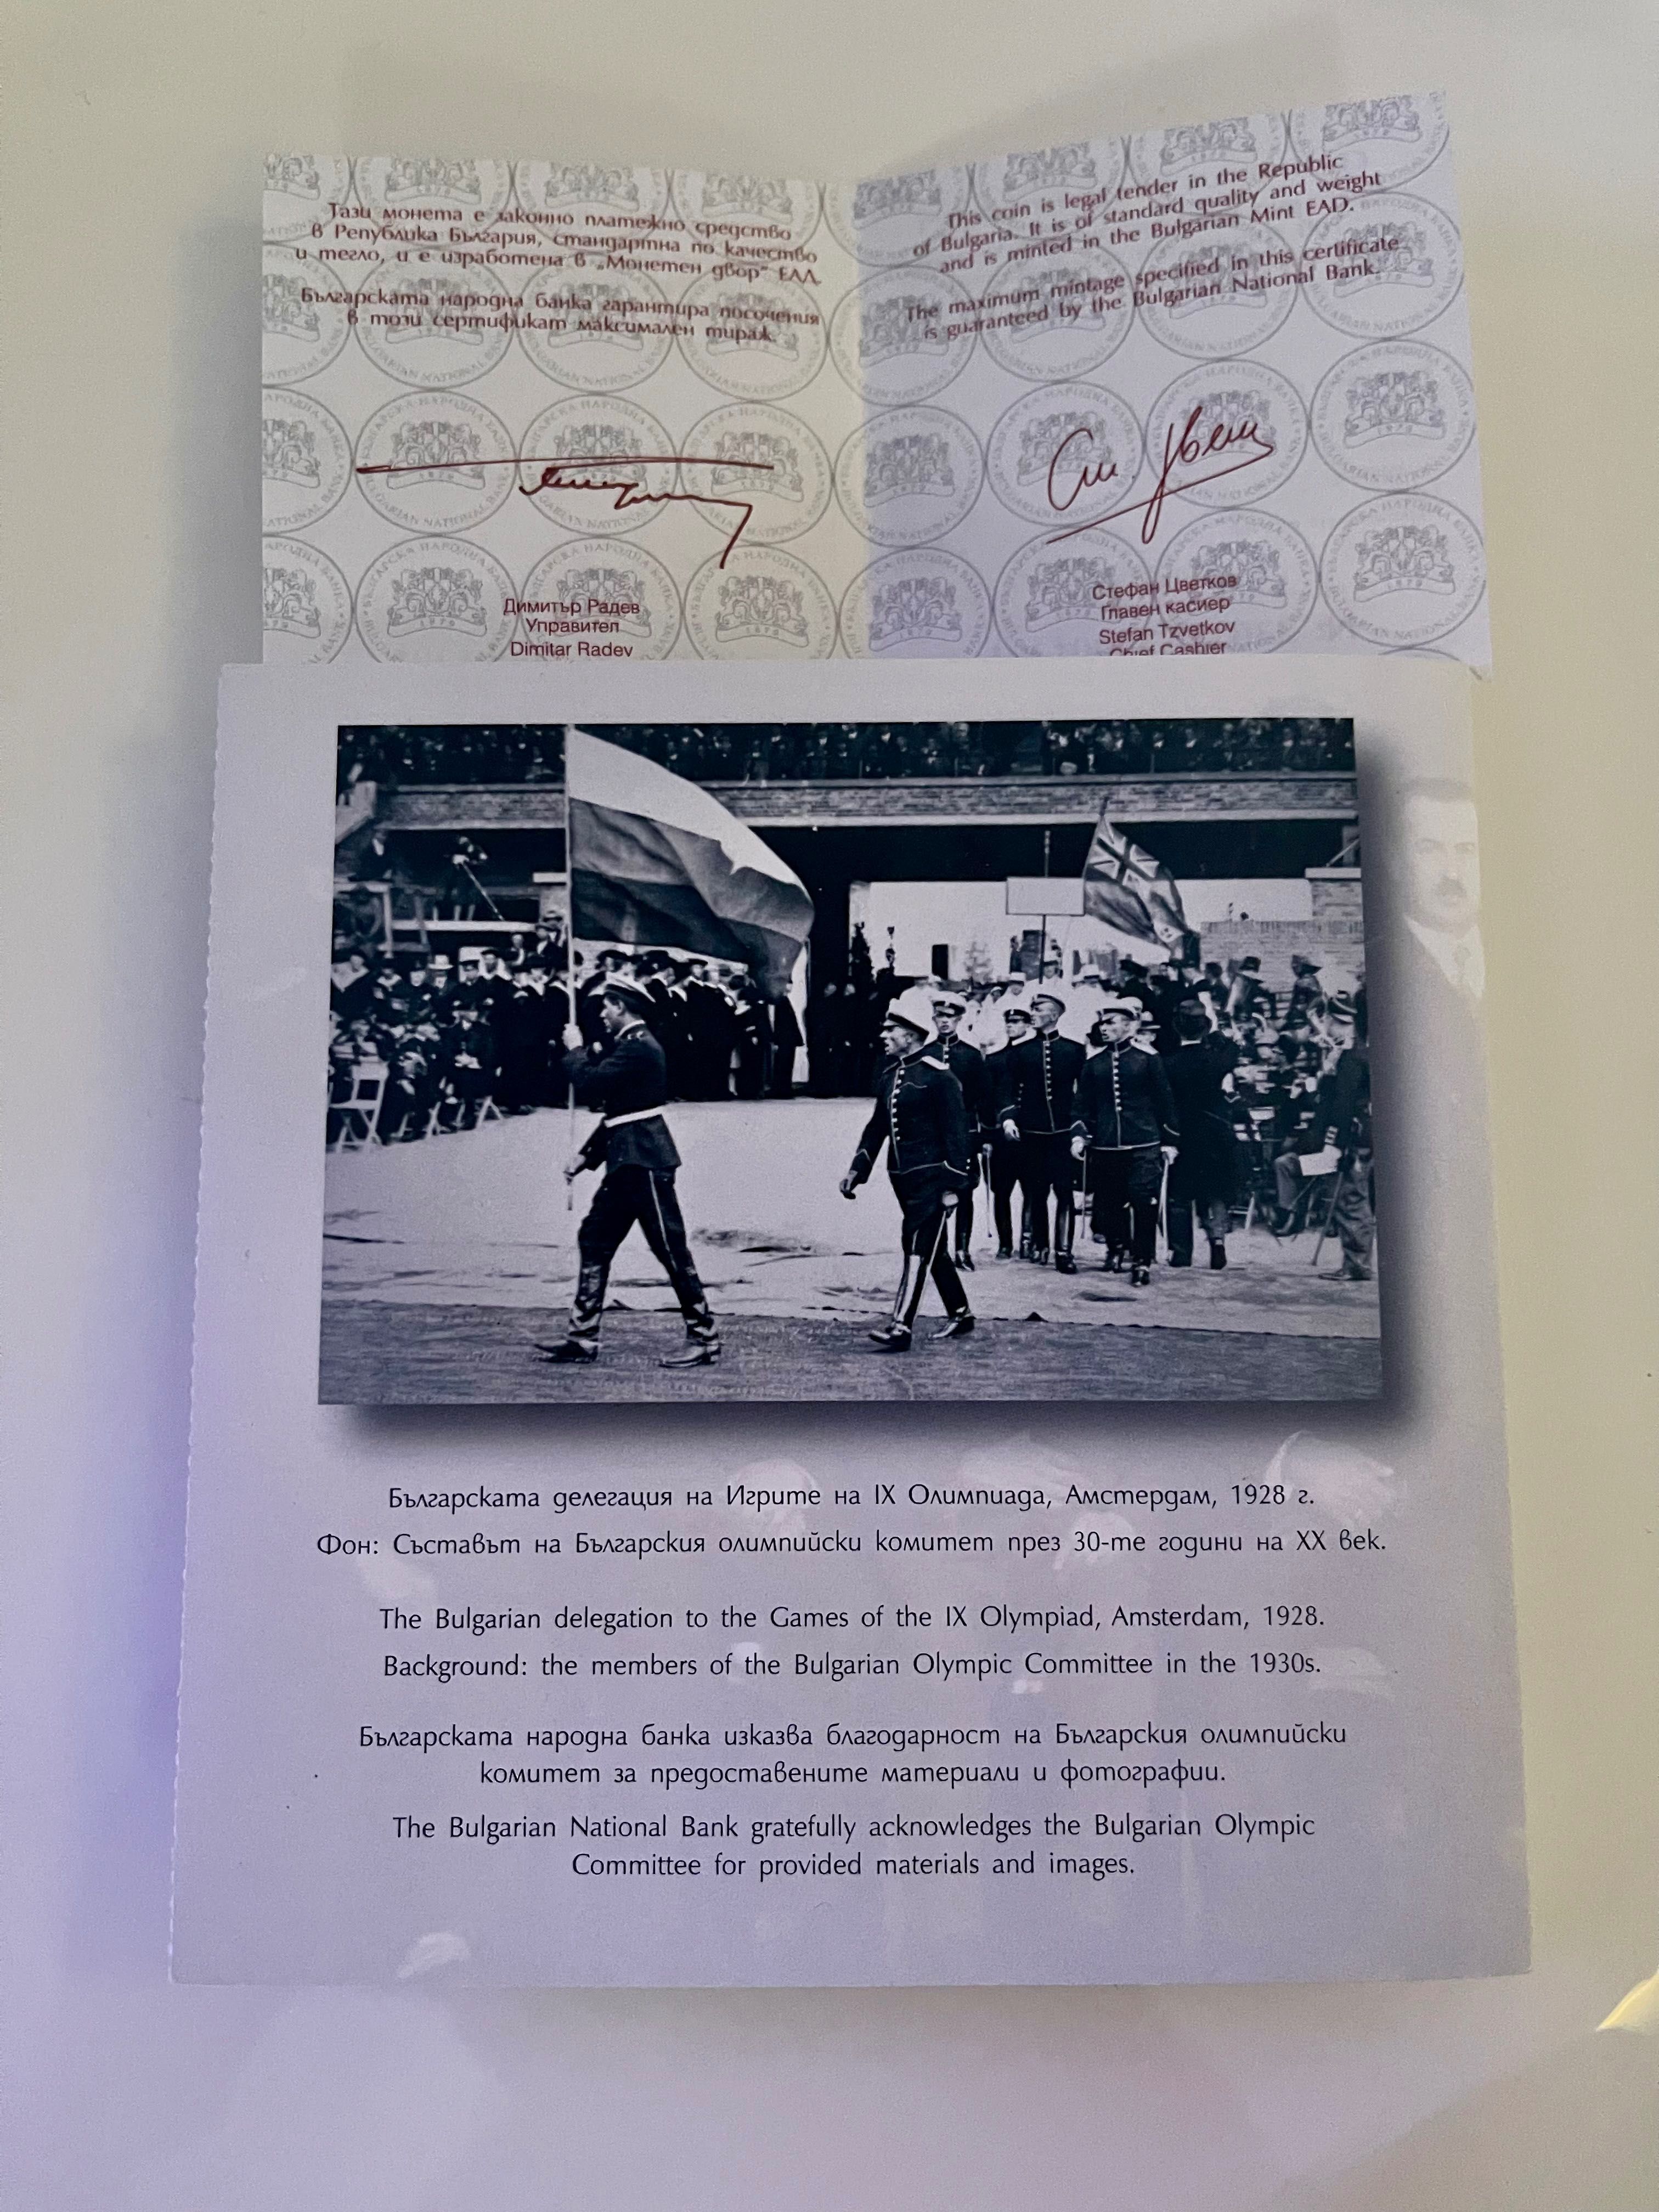 Тази монета е законно платежно средство
в Република България, стандартна по качество
и тегло, и е изработена в „Монетен двор“ ЕАД.
Българската народна банка гарантира посочения
в този сертификат максимален тираж.
Димитър Радев
Управител
Dimitar Radev
This coin is legal tender in the Republic
of Bulgaria. It is of standard quality and weight
and is minted in the Bulgarian Mint EAD.
The maximum mintage specified in this certificate
is guaranteed by the Bulgarian National Bank.
Стефан Цветков
Главен касиер
Stefan Tzvetkov
Chief Cashier
БЪЛГАРСКА НАРОДНА БАНКА
BULGARIAN NATIONAL BANK
1879
Българската делегация на Игрите на IX Олимпиада, Амстердам, 1928 г.
Фон: Съставът на Българския олимпийски комитет през 30-те години на XX век.
The Bulgarian delegation to the Games of the IX Olympiad, Amsterdam, 1928.
Background: the members of the Bulgarian Olympic Committee in the 1930s.
Българската народна банка изказва благодарност на Българския олимпийски
комитет за предоставените материали и фотографии.
The Bulgarian National Bank gratefully acknowledges the Bulgarian Olympic
Committee for provided materials and images.